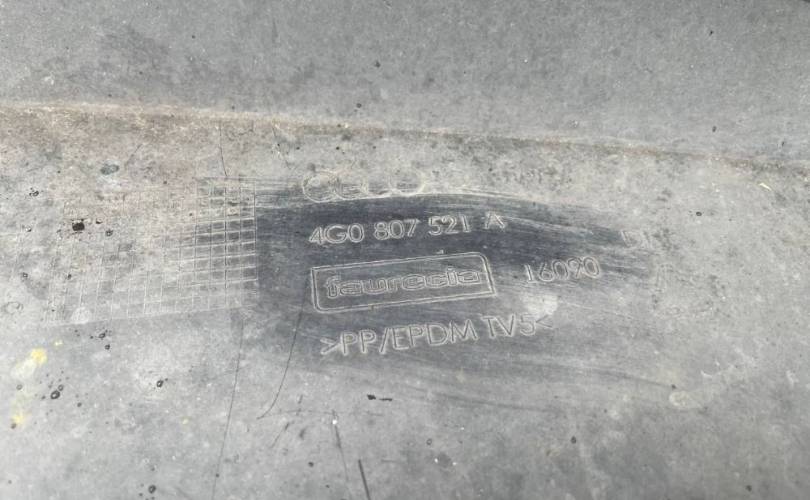 4G0 807 521 A
faurecia 16090
>PP/EPDM TV5<